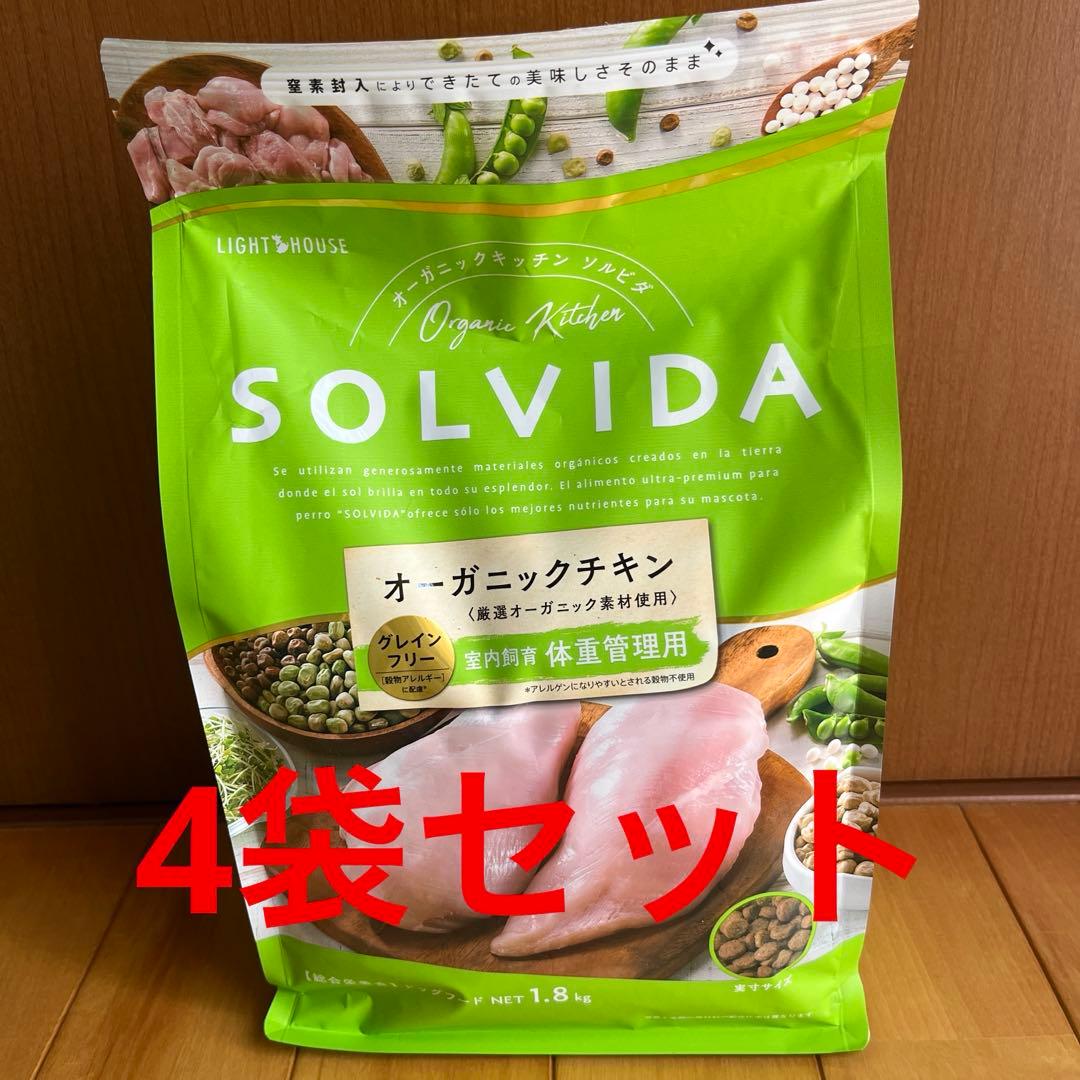 窒素封入によりできたての美味しさそのまま
LIGHT HOUSE
オーガニックキッチン ソルビダ
Organic Kitchen
SOLVIDA
Se utilizan generosamente materiales orgánicos creados en la tierra
donde el sol brilla en todo su esplendor. El alimento ultra-premium para
perro "SOLVIDA"ofrece sólo los mejores nutrientes para su mascota.
オーガニックチキン
〈厳選オーガニック素材使用〉
グレイン
フリー
[穀物アレルギー]
に配慮*
室内飼育 体重管理用
*アレルゲンになりやすいとされる穀物不使用
4袋セット
実寸サイズ
NET 1.8kg